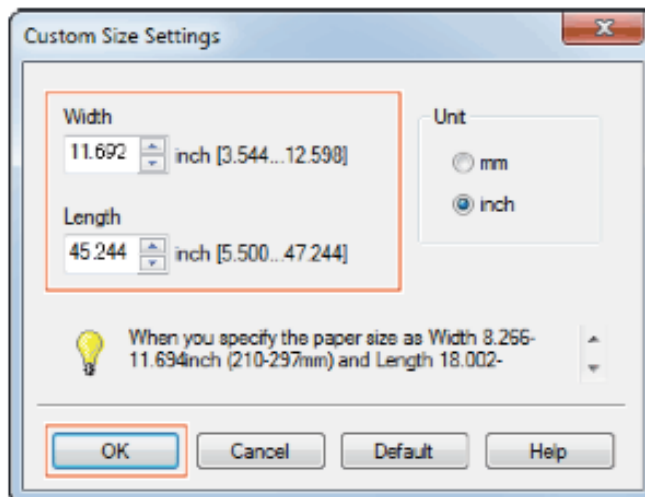 Custom Size Settings
Width
11.692 inch [3.544...12.598]
Length
45.244 inch [5.500...47.244]
Unit
mm
inch
When you specify the paper size as Width 8.266-
11.694inch (210-297mm) and Length 18.002-
OK Cancel Default Help